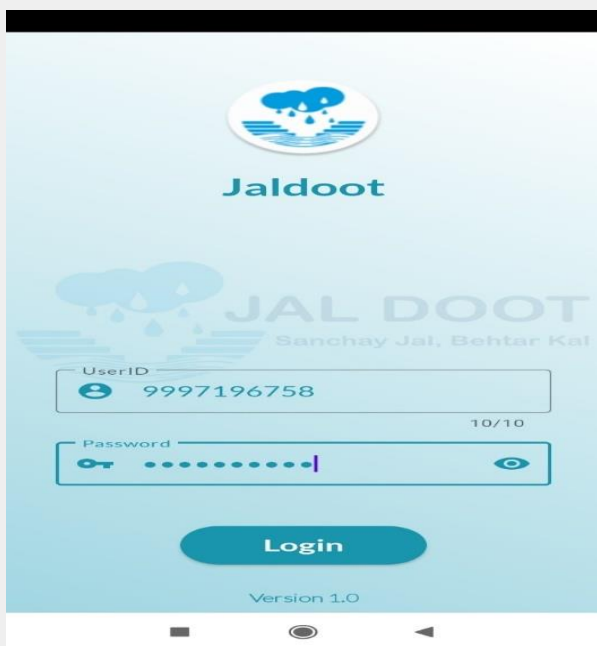 Jaldoot
JAL DOOT
Sanchay Jal, Behtar Kal
UserID
9997196758
10/10
Password
••••••••••
Login
Version 1.0